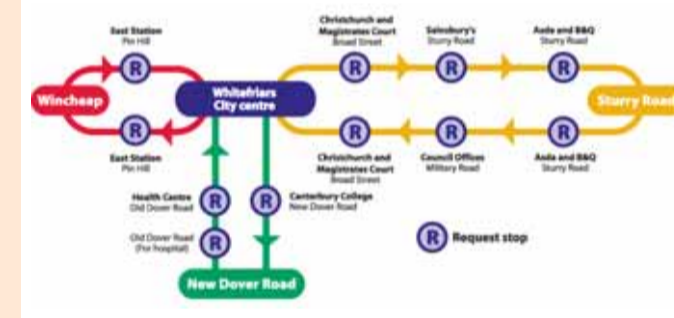 East Station
Pin Hill
Christchurch and
Magistrates Court
Broad Street
Sainsbury's
Sturry Road
Asda and B&Q
Sturry Road
R
R
R
R
Wincheap
Whitefriars
City centre
Sturry Road
R
R
R
R
East Station
Pin Hill
Christchurch and
Magistrates Court
Broad Street
Council Offices
Military Road
Asda and B&Q
Sturry Road
Health Centre
Old Dover Road
R
R
Canterbury College
New Dover Road
Old Dover Road
(For hospital)
R
R
Request stop
New Dover Road